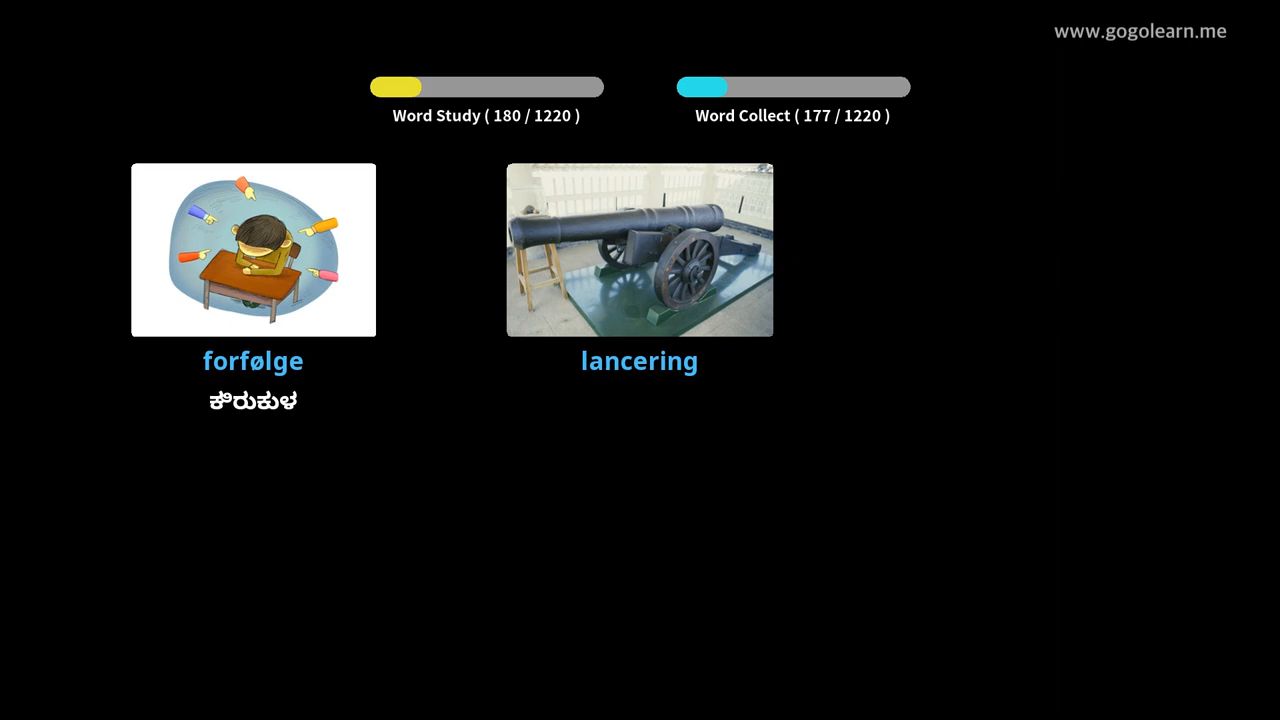 www.gogolearn.me
Word Study ( 180 / 1220 )
Word Collect ( 177 / 1220 )
forfølge
lancering
ಕಿರುಕುಳ